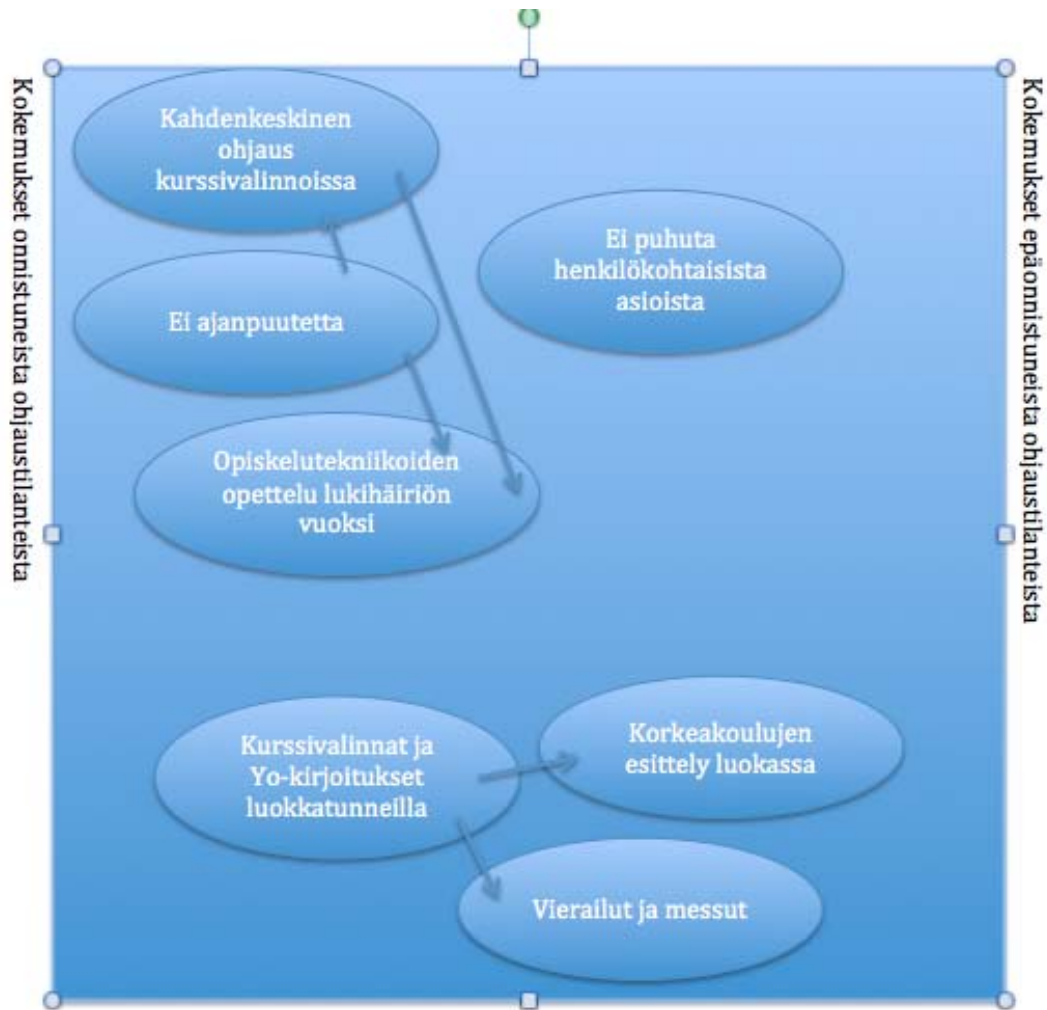 Kokemukset onnistuneista ohjaustilanteista
Kahdenkeskinen
ohjaus
kurssivalinnoissa
Ei ajanpuutetta
Opiskelutekniikoiden
opettelu lukihäiriön
vuoksi
Ei puhuta
henkilökohtaisista
asioista
Kurssivalinnat ja
Yo-kirjoitukset
luokkatunneilla
Korkeakoulujen
esittely luokassa
Vierailut ja messut
Kokemukset epäonnistuneista ohjaustilanteista